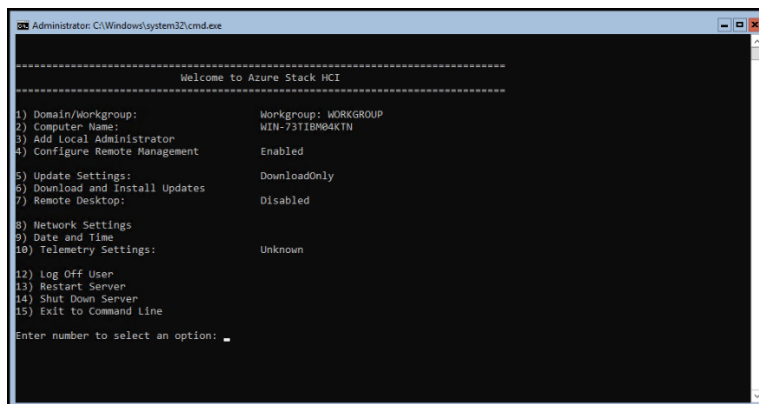 Administrator: C:\Windows\system32\cmd.exe
===============================================================================
Welcome to Azure Stack HCI
===============================================================================
1) Domain/Workgroup: Workgroup: WORKGROUP
2) Computer Name: WIN-73TIBM04KTN
3) Add Local Administrator
4) Configure Remote Management Enabled
5) Update Settings: DownloadOnly
6) Download and Install Updates
7) Remote Desktop: Disabled
8) Network Settings
9) Date and Time
10) Telemetry Settings: Unknown
12) Log Off User
13) Restart Server
14) Shut Down Server
15) Exit to Command Line
Enter number to select an option: _